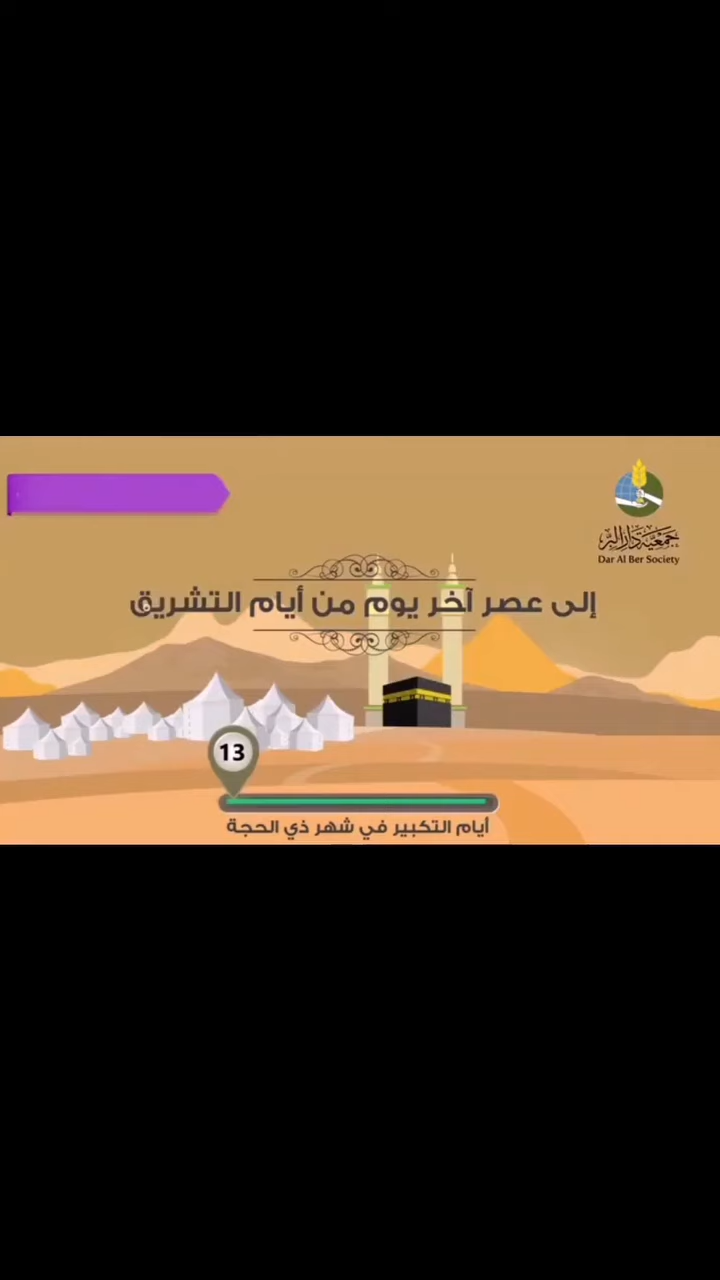 جمعية دار البر
Dar Al Ber Society
إلى عصر آخر يوم من أيام التشريق
13
أيام التكبير في شهر ذي الحجة